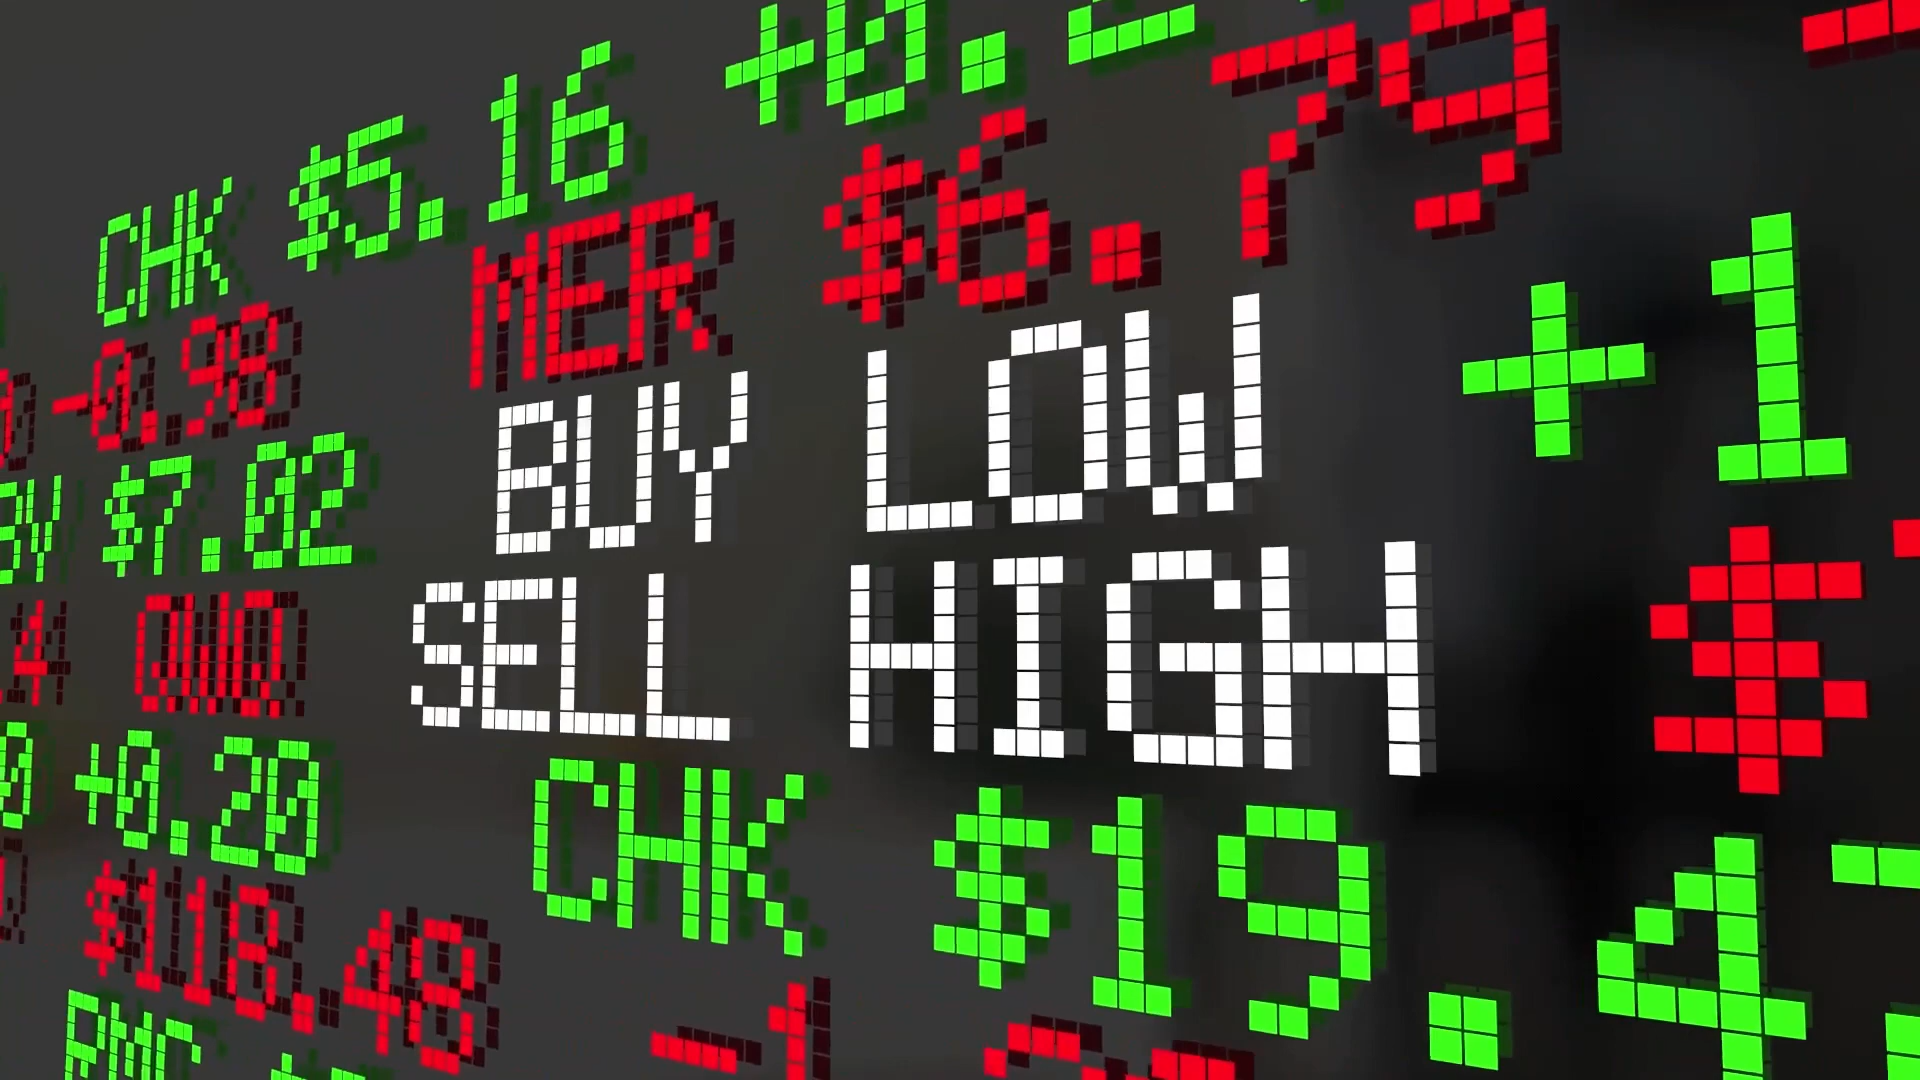 CHK $5.16 +0.
MER $6.79
-0.98
BUY LOW +1
$7.02
SELL HIGH $
+0.20
CHK $19.4
$118.48
-1